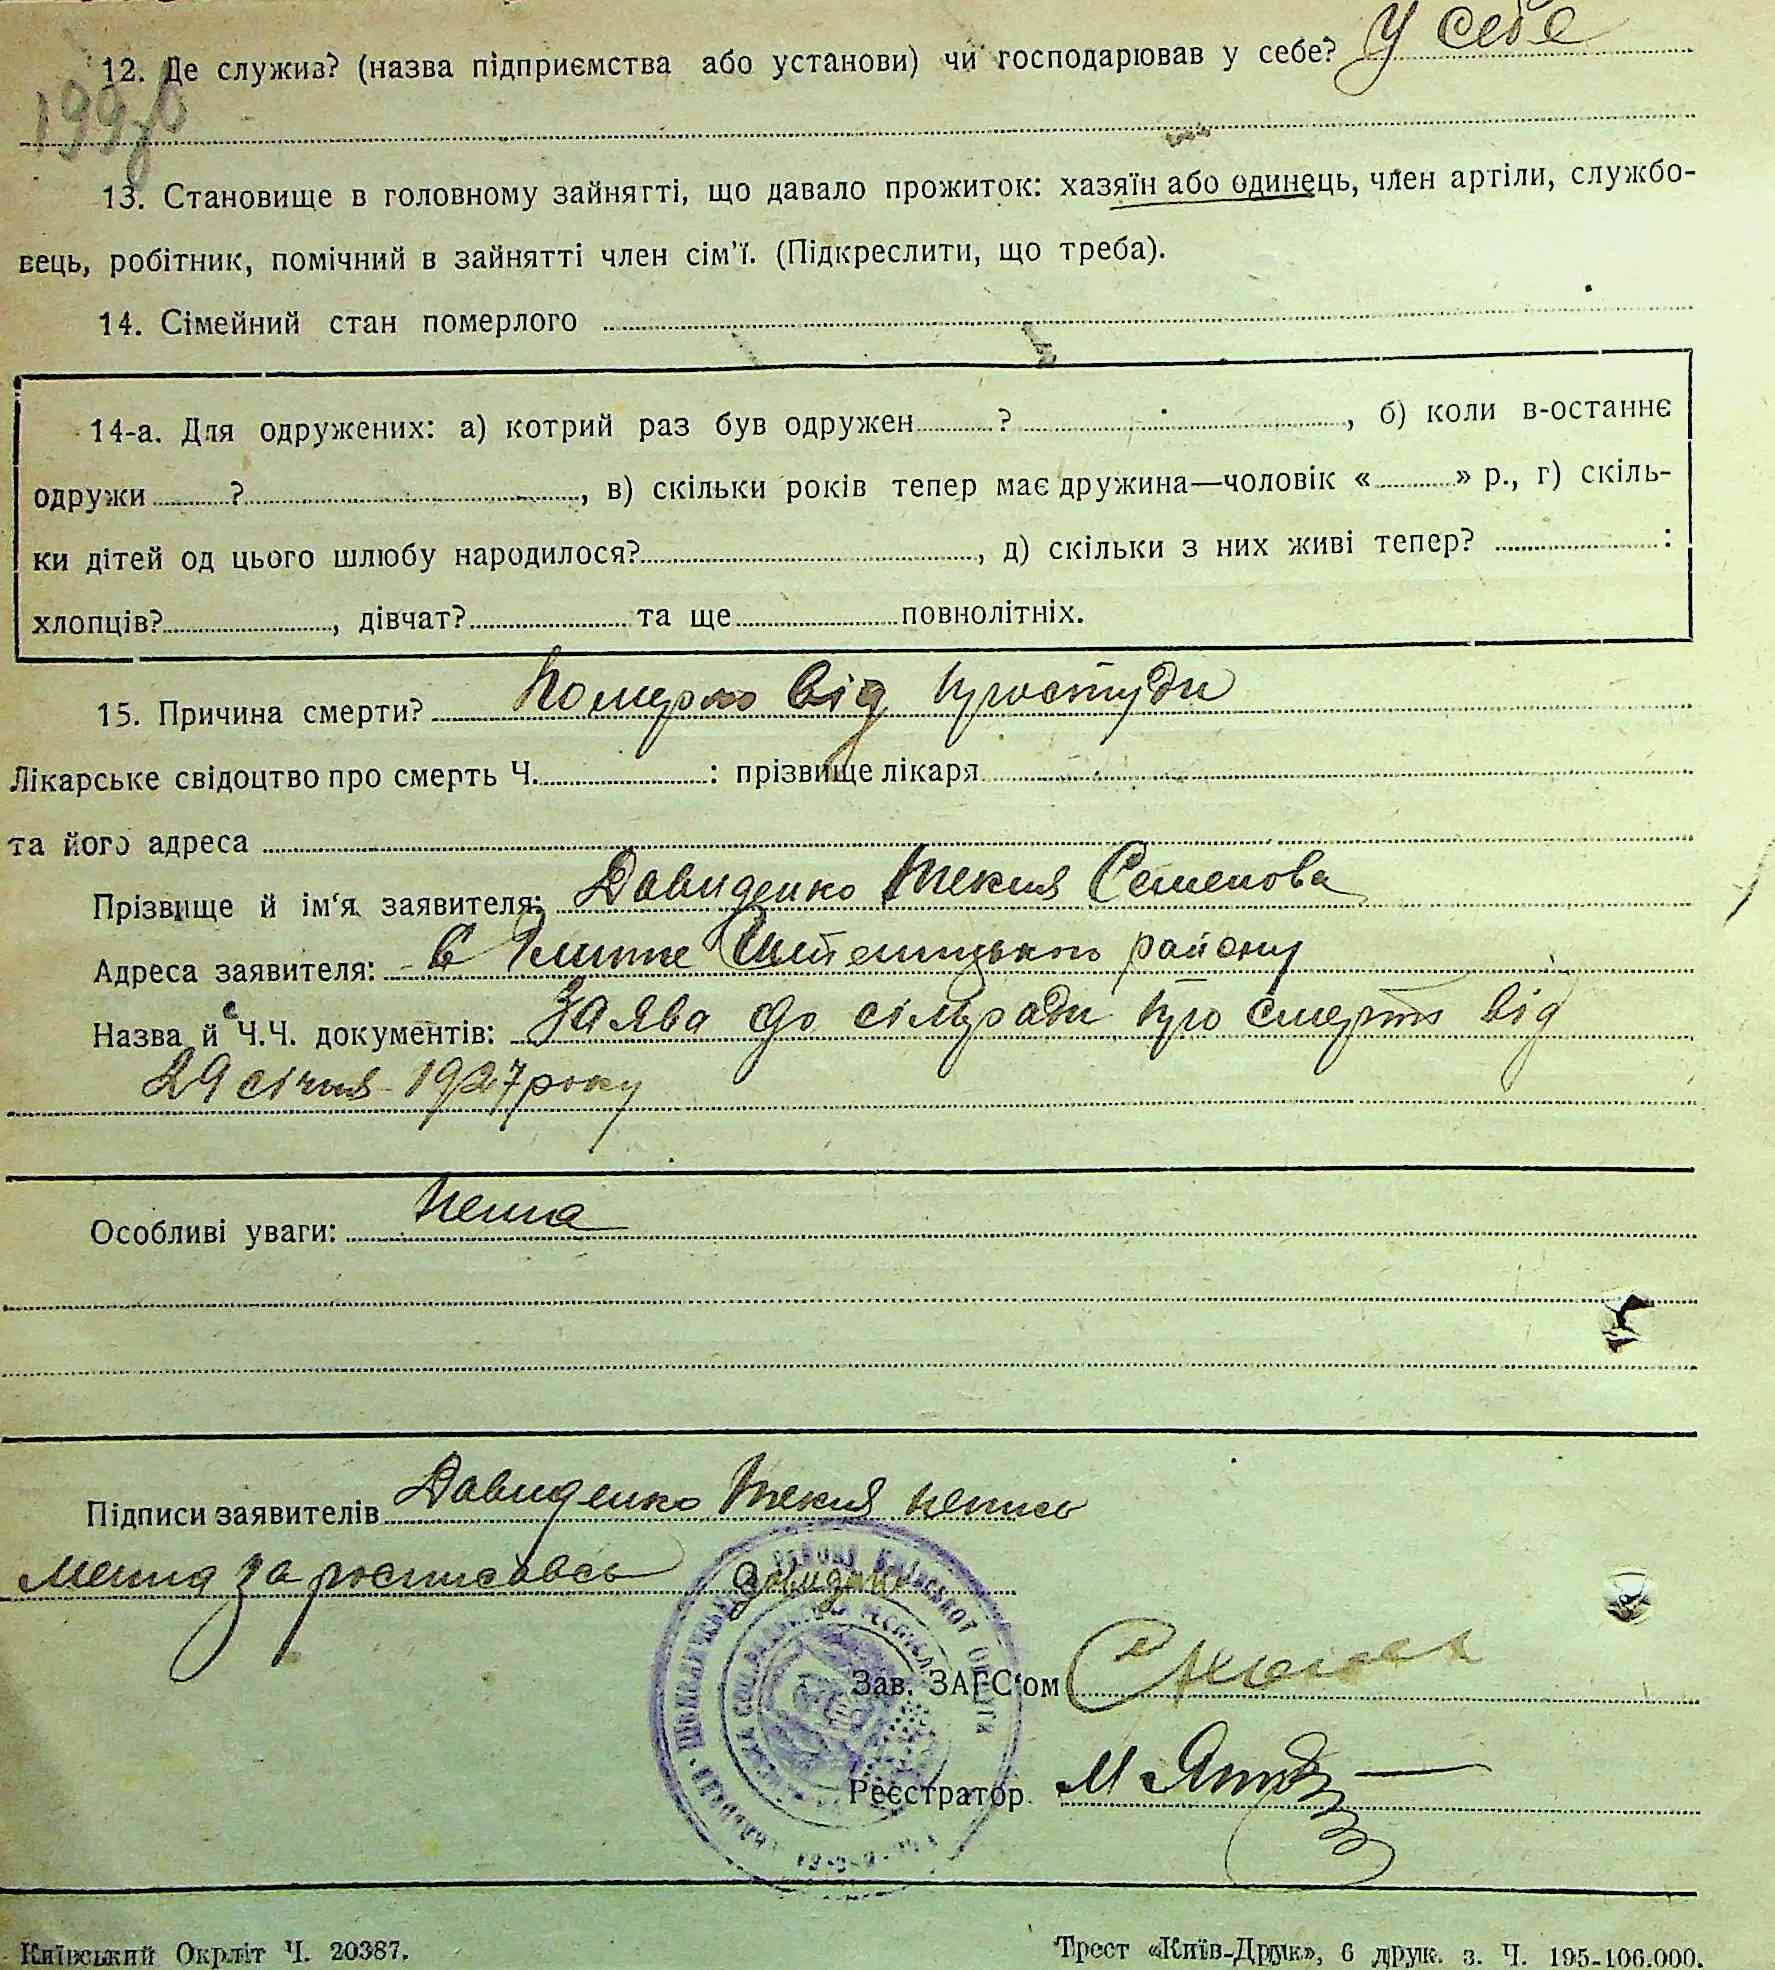 12. Де служив? (назва підприємства або установи) чи господарював у себе? У себе
13. Становище в головному зайнятті, що давало прожиток: хазяїн або одинець, член артіли, службо-
вець, робітник, помічний в зайнятті член сім'ї. (Підкреслити, що треба).
14. Сімейний стан померлого
14-а. Для одружених: а) котрий раз був одружен ? , б) коли в-останнє
одружи ? , в) скільки років тепер має дружина—чоловік « » р., г) скіль-
ки дітей од цього шлюбу народилося? , д) скільки з них живі тепер? :
хлопців? , дівчат? та ще повнолітніх.
15. Причина смерти? Померло від простуди
Лікарське свідоцтво про смерть Ч. : прізвище лікаря
та його адреса
Прізвище й ім'я заявителя: Давиденко Текля Семенова
Адреса заявителя: району
Назва й Ч.Ч. документів: Заява до сільради про смерть від
29 січня 1927 року
Особливі уваги: нема
Підписи заявителів Давиденко Текля непись
менна за росписавсь
Зав. ЗАГС'ом
Реєстратор М
Київський Окрліт Ч. 20387.
Трест «Київ-Друк», 6 друк. з. Ч. 195-106.000.